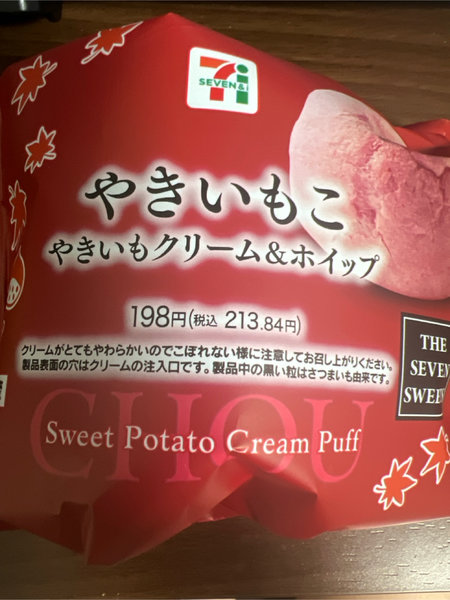 7i
SEVEN&i
やきいもこ
やきいもクリーム&ホイップ
198円(税込 213.84円)
クリームがとてもやわらかいのでこぼれない様に注意してお召し上がりください。
製品表面の穴はクリームの注入口です。製品中の黒い粒はさつまいも由来です。
CHOU
Sweet Potato Cream Puff
THE
SEVEN
SWEE